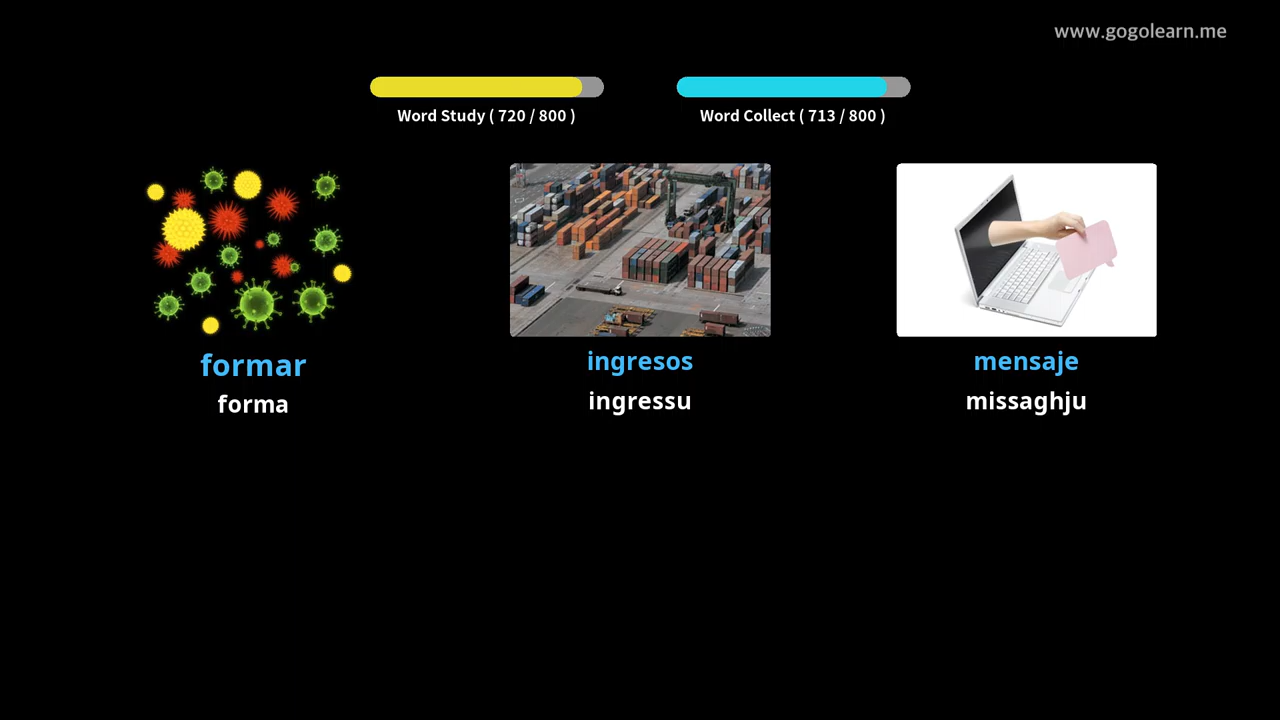 www.gogolearn.me
Word Study ( 720 / 800 )
Word Collect ( 713 / 800 )
formar
forma
ingresos
ingressu
mensaje
missaghju